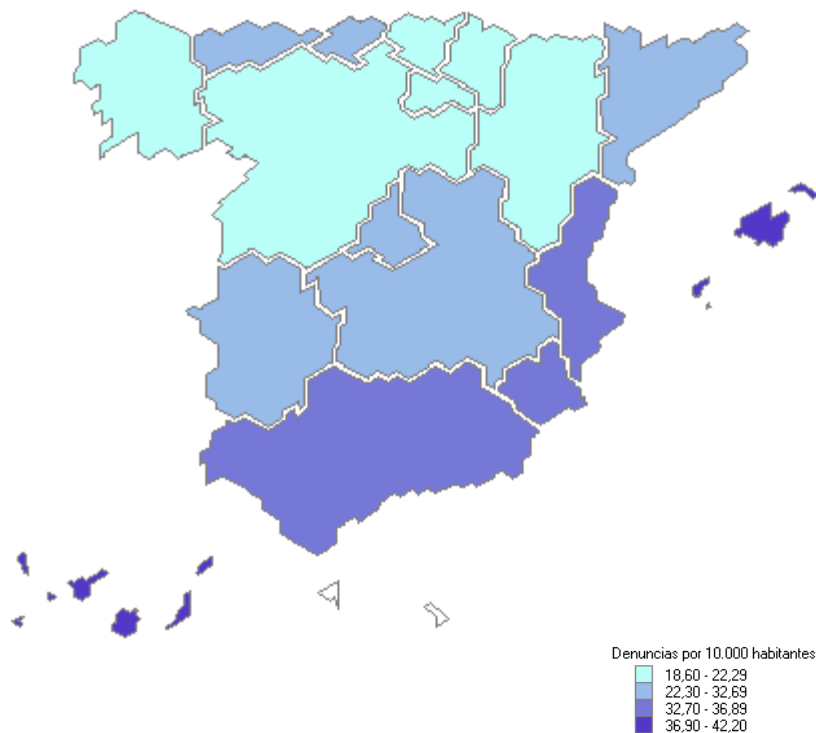 Denuncias por 10.000 habitantes
18,60 - 22,29
22,30 - 32,69
32,70 - 36,89
36,90 - 42,20